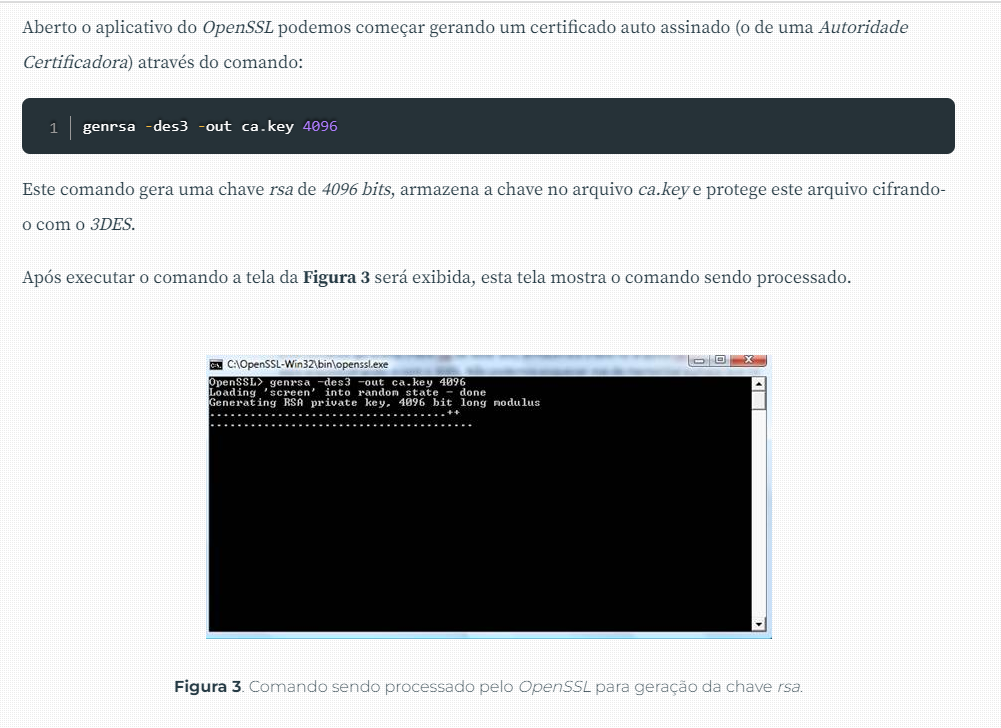 Aberto o aplicativo do OpenSSL podemos começar gerando um certificado auto assinado (o de uma Autoridade
Certificadora) através do comando:
1 genrsa -des3 -out ca.key 4096
Este comando gera uma chave rsa de 4096 bits, armazena a chave no arquivo ca.key e protege este arquivo cifrando-
o com o 3DES.
Após executar o comando a tela da Figura 3 será exibida, esta tela mostra o comando sendo processado.
C:\OpenSSL-Win32\bin\openssl.exe
OpenSSL> genrsa -des3 -out ca.key 4096
Loading 'screen' into random state - done
Generating RSA private key, 4096 bit long modulus
...................................++
.......................................
Figura 3. Comando sendo processado pelo OpenSSL para geração da chave rsa.